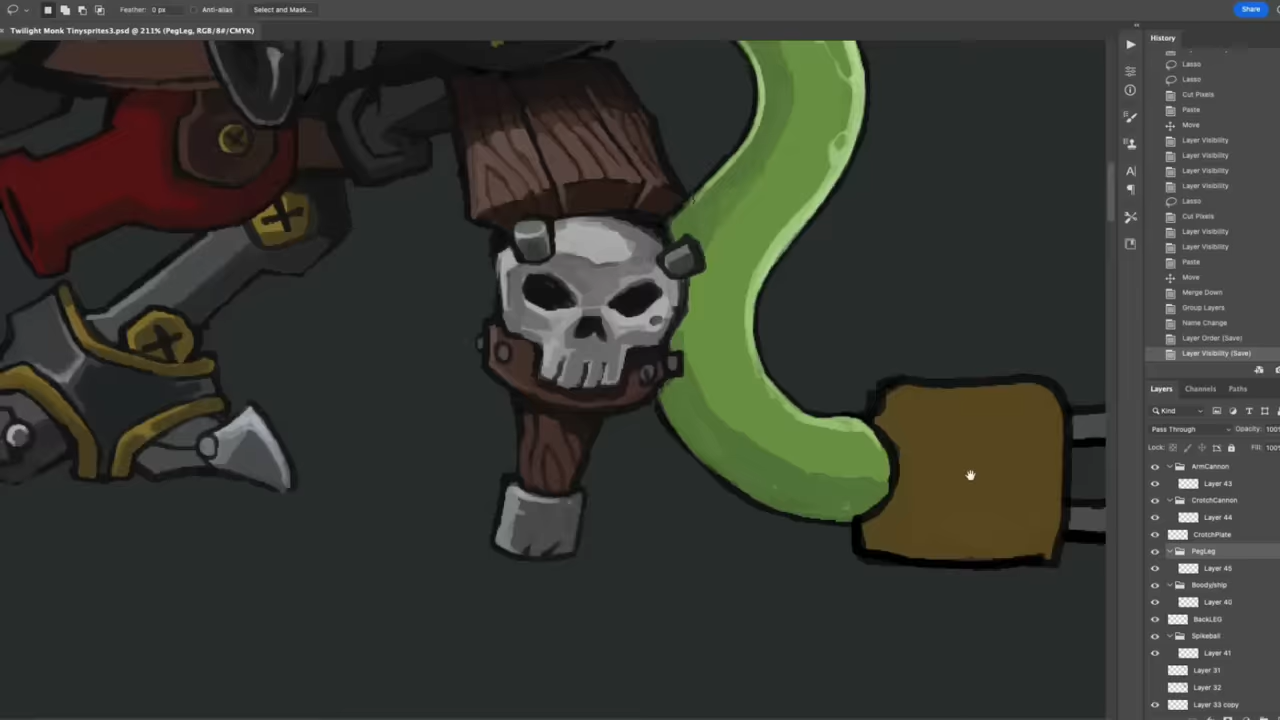 Feather: 0 px Anti-alias Select and Mask... Share
Twilight Monk Tinysprites3.psd @ 211% (PegLeg, RGB/8#/CMYK)
History
Lasso
Lasso
Cut Pixels
Paste
Move
Layer Visibility
Layer Visibility
Layer Visibility
Layer Visibility
Lasso
Cut Pixels
Layer Visibility
Layer Visibility
Paste
Move
Merge Down
Group Layers
Name Change
Layer Order (Save)
Layer Visibility (Save)
Layers Channels Paths
Kind
Pass Through Opacity: 100%
Lock: Fill: 100%
ArmCannon
Layer 43
CrotchCannon
Layer 44
CrotchPlate
PegLeg
Layer 45
Layer 40
BackLEG
Spikeball
Layer 41
Layer 31
Layer 32
Layer 33 copy